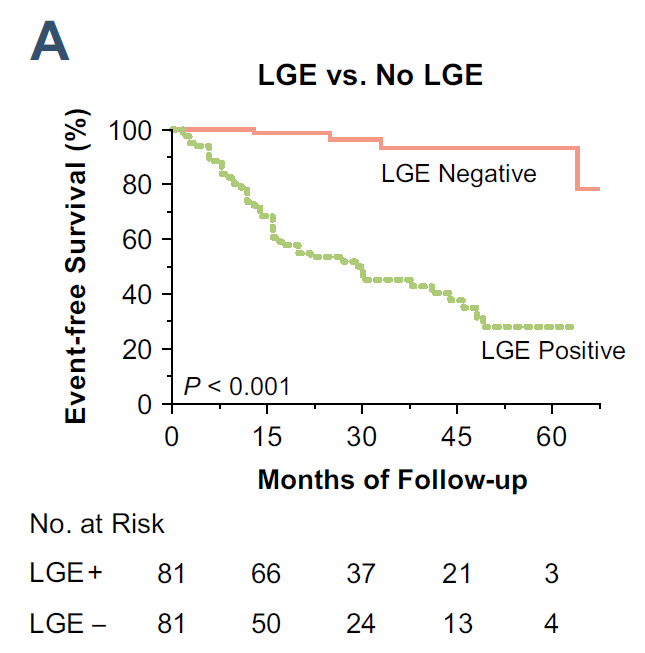 A
LGE vs. No LGE
Event-free Survival (%)
100
80
60
40
20
0
LGE Negative
LGE Positive
P < 0.001
0 15 30 45 60
Months of Follow-up
No. at Risk
LGE+ 81 66 37 21 3
LGE – 81 50 24 13 4